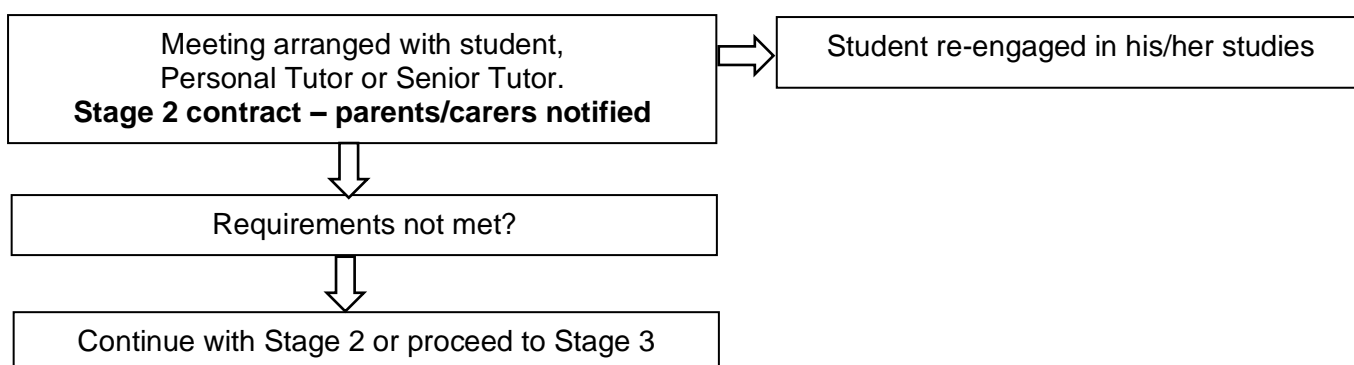 Meeting arranged with student,
Personal Tutor or Senior Tutor.
Stage 2 contract – parents/carers notified
Student re-engaged in his/her studies
Requirements not met?
Continue with Stage 2 or proceed to Stage 3